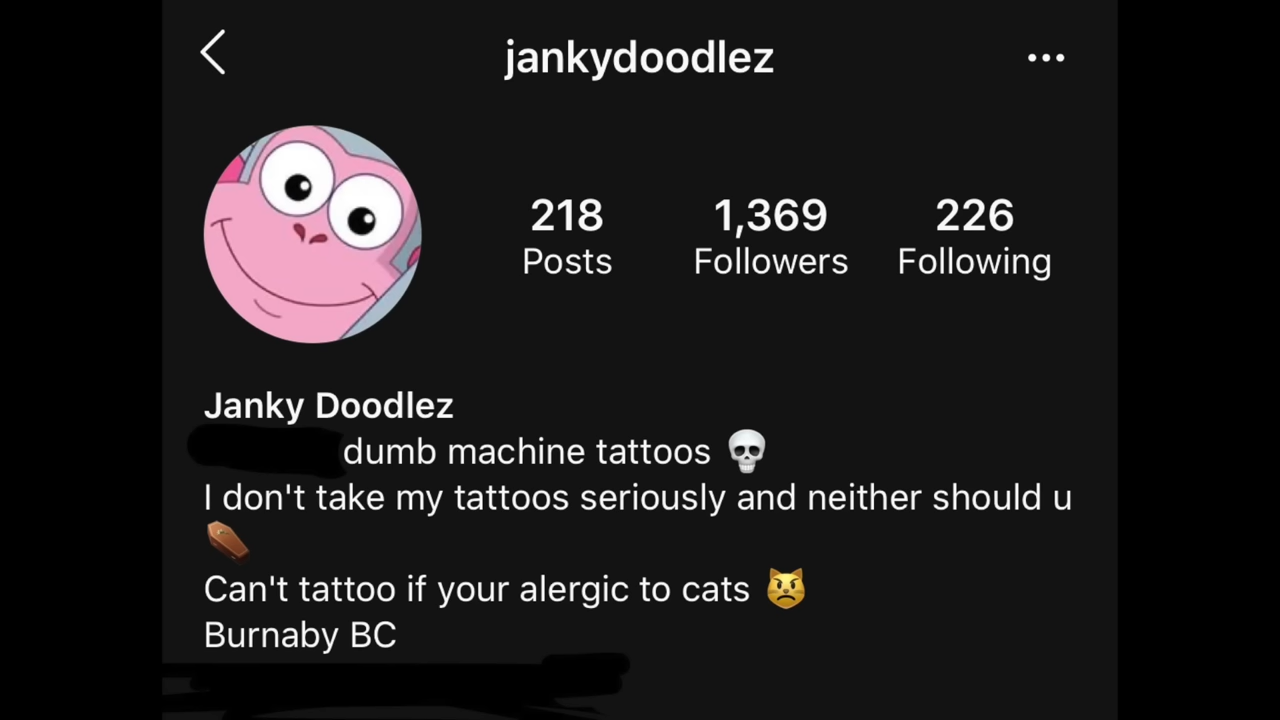 jankydoodlez
218 1,369 226
Posts Followers Following
Janky Doodlez
dumb machine tattoos 💀
I don't take my tattoos seriously and neither should u
⚰️
Can't tattoo if your alergic to cats 😾
Burnaby BC